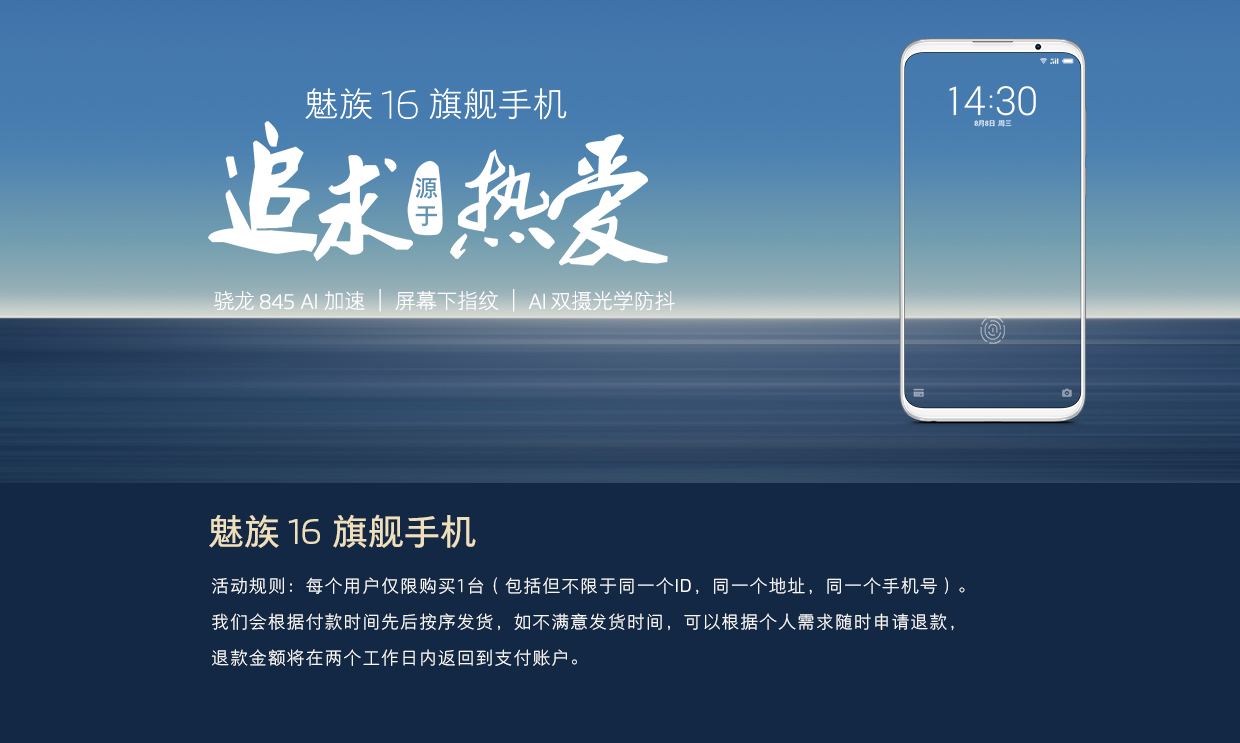 魅族 16 旗舰手机
追求源于热爱
骁龙 845 AI 加速 | 屏幕下指纹 | AI 双摄光学防抖
14:30
8月8日 周三
魅族 16 旗舰手机
活动规则：每个用户仅限购买1台（包括但不限于同一个ID，同一个地址，同一个手机号）。
我们会根据付款时间先后按序发货，如不满意发货时间，可以根据个人需求随时申请退款，
退款金额将在两个工作日内返回到支付账户。